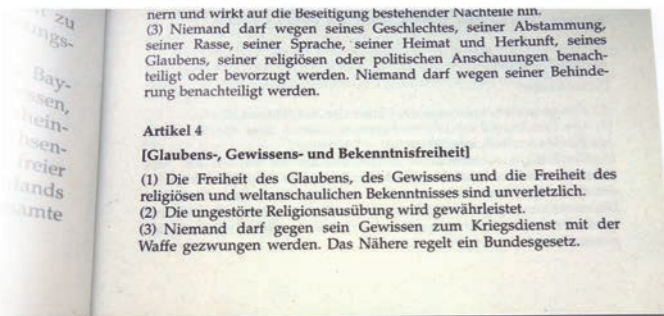 zu
ngs-
Bay-
ssen,
hein-
sen-
freier
lands
amte
nern und wirkt auf die Beseitigung bestehender Nachteile hin.
(3) Niemand darf wegen seines Geschlechtes, seiner Abstammung,
seiner Rasse, seiner Sprache, seiner Heimat und Herkunft, seines
Glaubens, seiner religiösen oder politischen Anschauungen benach-
teiligt oder bevorzugt werden. Niemand darf wegen seiner Behinde-
rung benachteiligt werden.
Artikel 4
[Glaubens-, Gewissens- und Bekenntnisfreiheit]
(1) Die Freiheit des Glaubens, des Gewissens und die Freiheit des
religiösen und weltanschaulichen Bekenntnisses sind unverletzlich.
(2) Die ungestörte Religionsausübung wird gewährleistet.
(3) Niemand darf gegen sein Gewissen zum Kriegsdienst mit der
Waffe gezwungen werden. Das Nähere regelt ein Bundesgesetz.